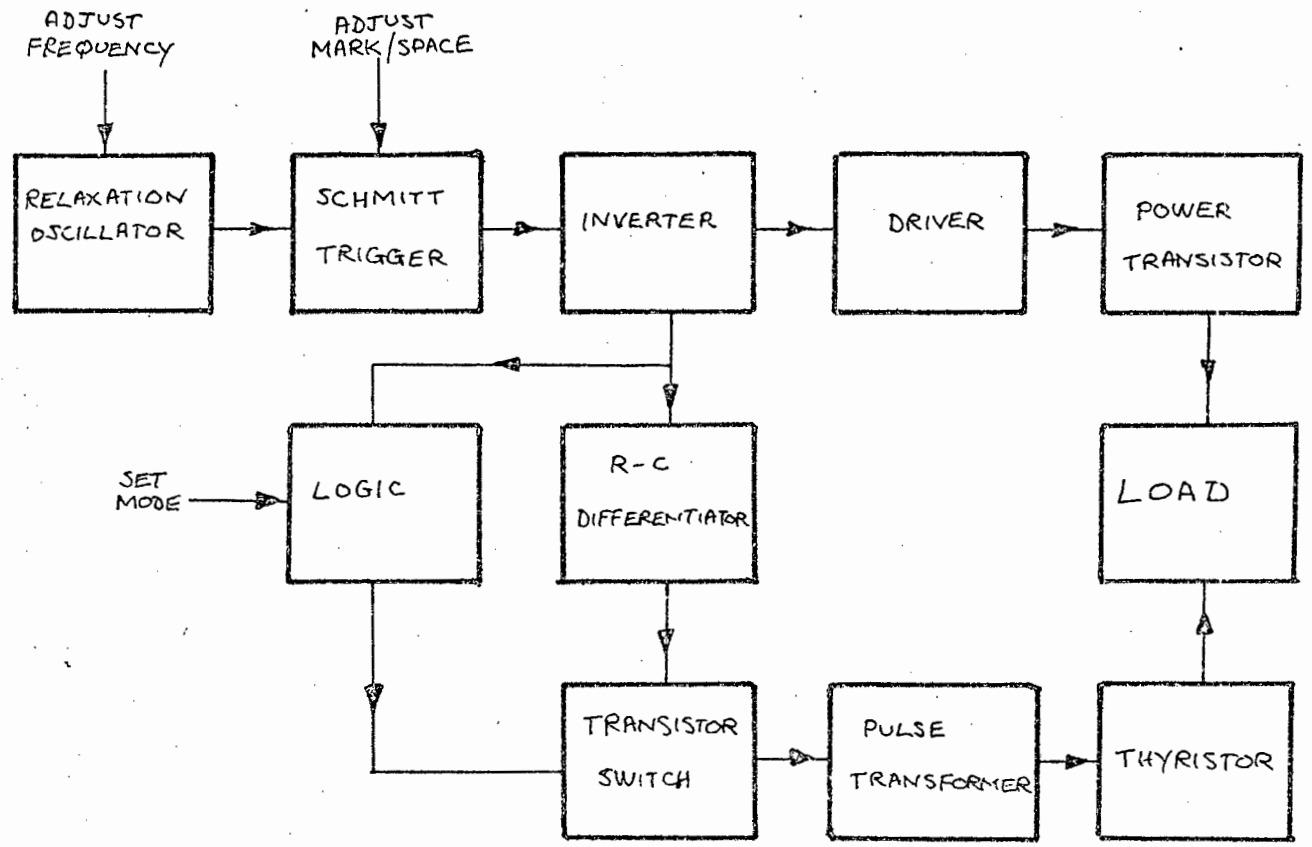 ADJUST
FREQUENCY
ADJUST
MARK/SPACE
RELAXATION
OSCILLATOR
SCHMITT
TRIGGER
INVERTER
DRIVER
POWER
TRANSISTOR
SET
MODE
LOGIC
R-C
DIFFERENTIATOR
LOAD
TRANSISTOR
SWITCH
PULSE
TRANSFORMER
THYRISTOR